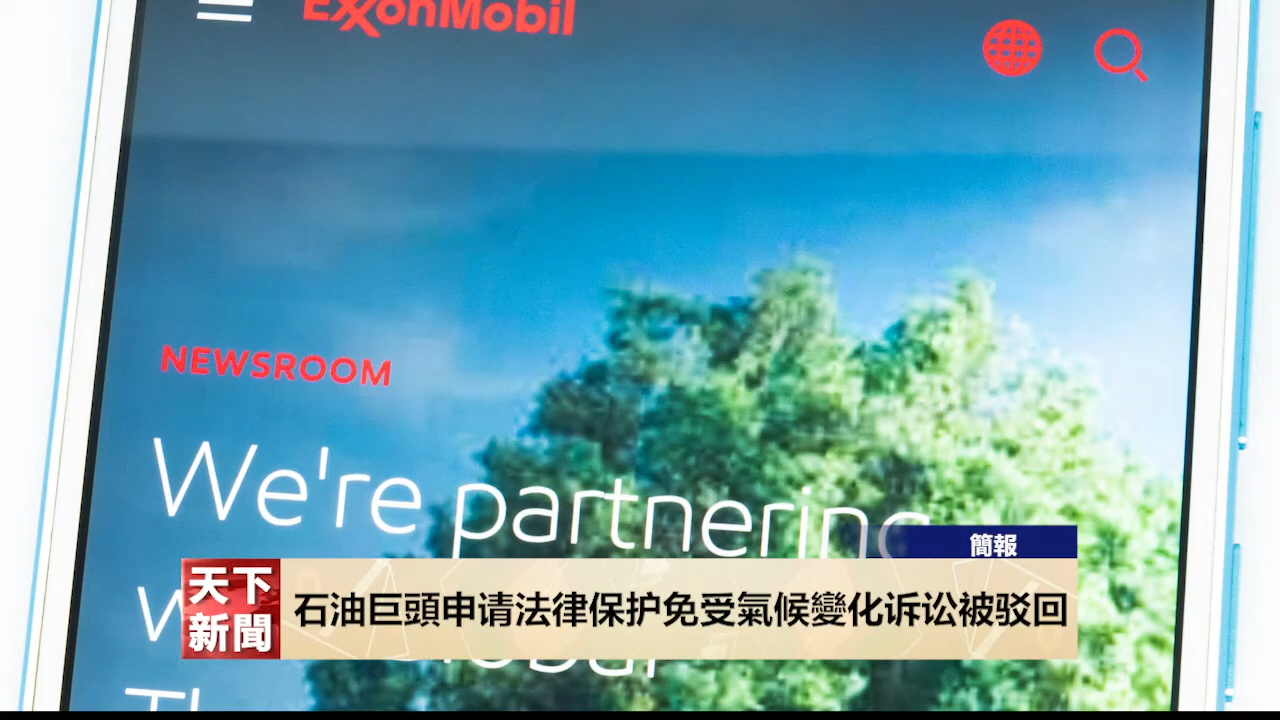 ExxonMobil
NEWSROOM
We're partnering
簡報
天下
新聞
石油巨頭申请法律保护免受氣候變化诉讼被驳回